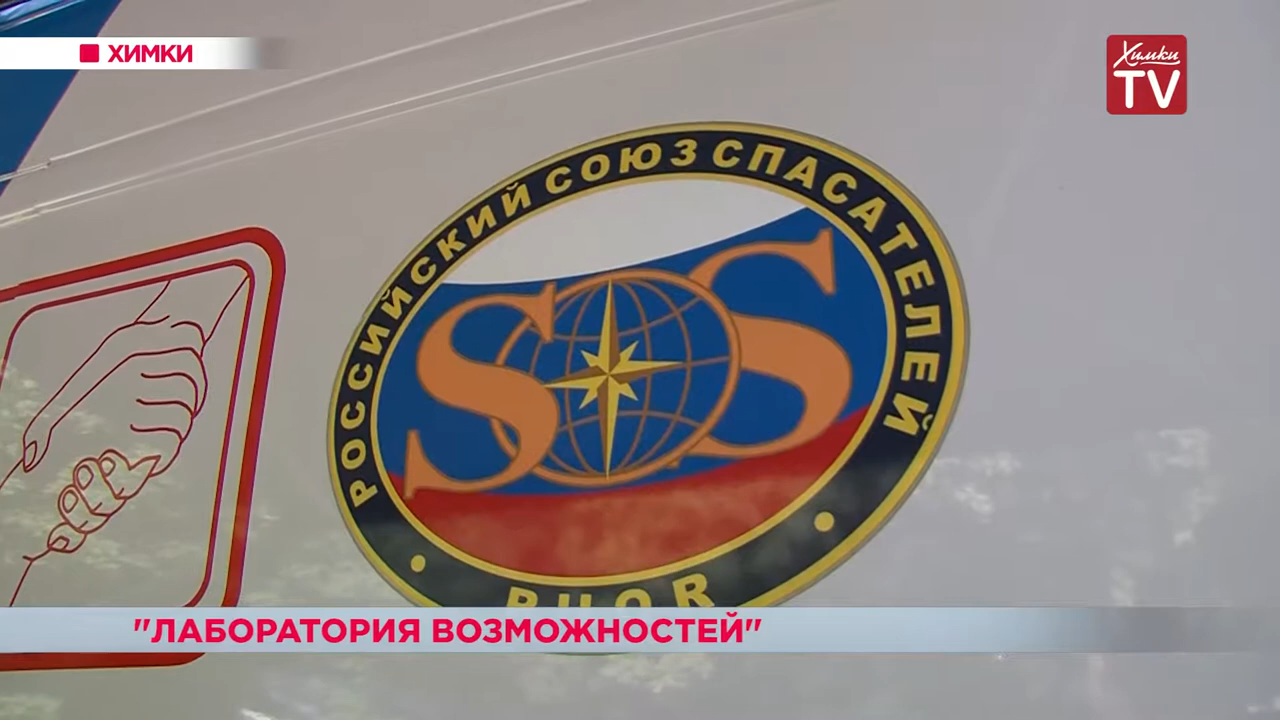 ХИМКИ
Химки
TV
РОССИЙСКИЙ СОЮЗ СПАСАТЕЛЕЙ
SOS
"ЛАБОРАТОРИЯ ВОЗМОЖНОСТЕЙ"